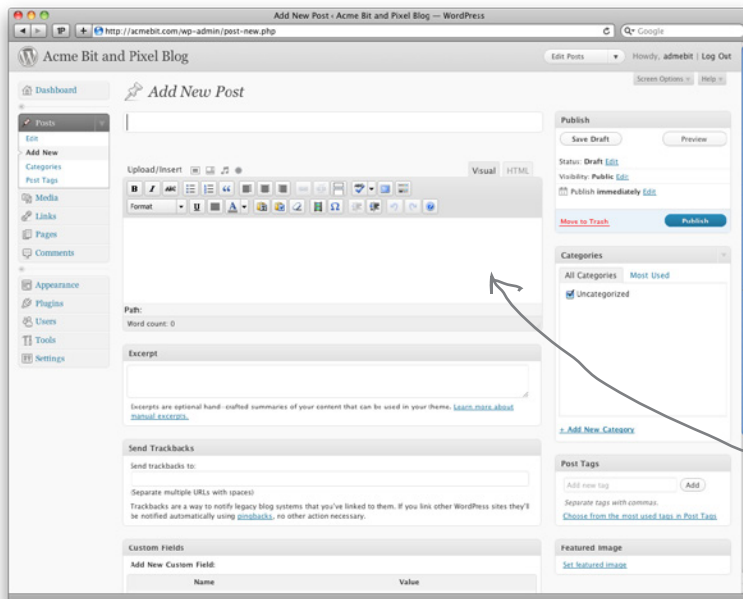 Add New Post ‹ Acme Bit and Pixel Blog — WordPress
http://acmebit.com/wp-admin/post-new.php
Google
Acme Bit and Pixel Blog
Edit Posts
Howdy, admebit | Log Out
Screen Options
Help
Dashboard
Add New Post
Posts
Edit
Add New
Categories
Post Tags
Media
Links
Pages
Comments
Appearance
Plugins
Users
Tools
Settings
Upload/Insert
Visual
HTML
B I ABC
Format
U A
Path:
Word count: 0
Excerpt
Excerpts are optional hand-crafted summaries of your content that can be used in your theme. Learn more about
manual excerpts.
Send Trackbacks
Send trackbacks to:
(Separate multiple URLs with spaces)
Trackbacks are a way to notify legacy blog systems that you've linked to them. If you link other WordPress sites they'll
be notified automatically using pingbacks, no other action necessary.
Custom Fields
Add New Custom Field:
Name Value
Publish
Save Draft
Preview
Status: Draft Edit
Visibility: Public Edit
Publish immediately Edit
Move to Trash
Publish
Categories
All Categories
Most Used
Uncategorized
+ Add New Category
Post Tags
Add new tag
Add
Separate tags with commas.
Choose from the most used tags in Post Tags
Featured Image
Set featured image